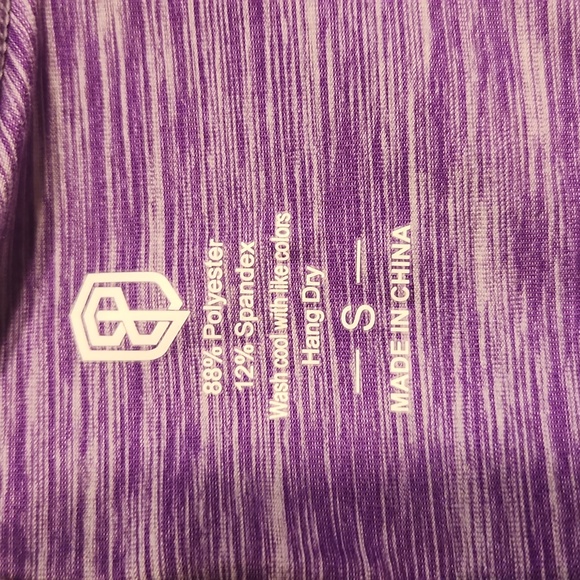 88% Polyester
12% Spandex
Wash cool with like colors
Hang Dry
— S —
MADE IN CHINA